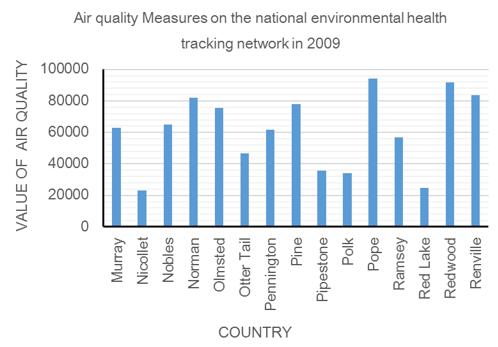 Air quality Measures on the national environmental health
tracking network in 2009
VALUE OF AIR QUALITY
100000
80000
60000
40000
20000
0
Murray
Nicollet
Nobles
Norman
Olmsted
Otter Tail
Pennington
Pine
Pipestone
Polk
Pope
Ramsey
Red Lake
Redwood
Renville
COUNTRY